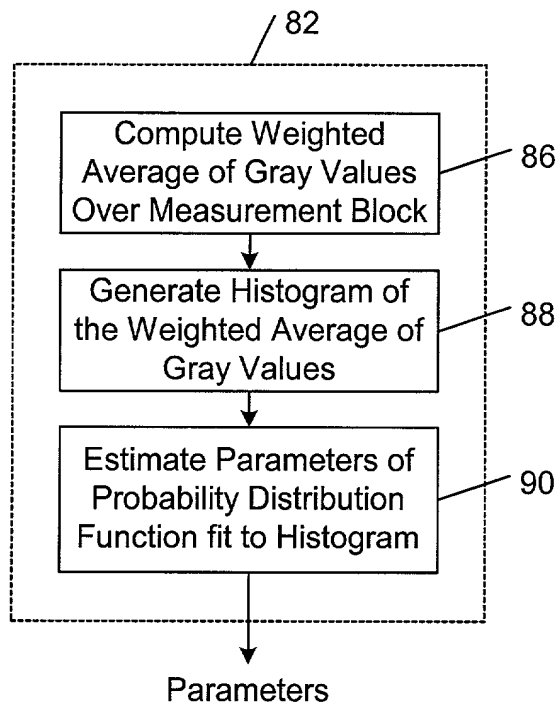 82
Compute Weighted
Average of Gray Values
Over Measurement Block
86
Generate Histogram of
the Weighted Average of
Gray Values
88
Estimate Parameters of
Probability Distribution
Function fit to Histogram
90
Parameters